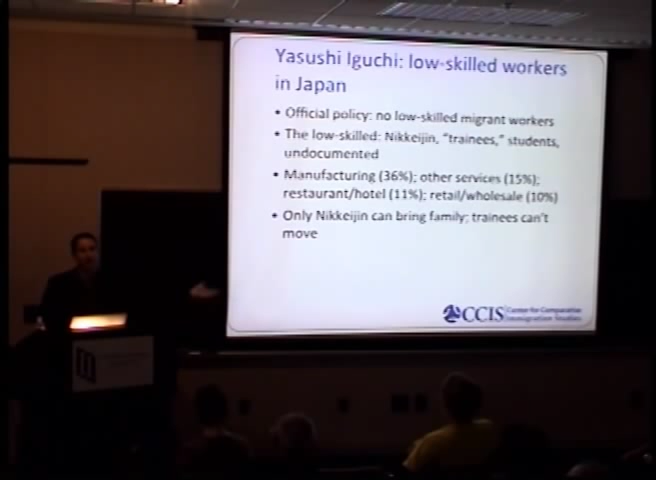 Yasushi Iguchi: low-skilled workers
in Japan
• Official policy: no low-skilled migrant workers
• The low-skilled: Nikkeijin, "trainees," students,
undocumented
• Manufacturing (36%); other services (15%);
restaurant/hotel (11%); retail/wholesale (10%)
• Only Nikkeijin can bring family; trainees can't
move
CCIS
Center for Comparative
Immigration Studies